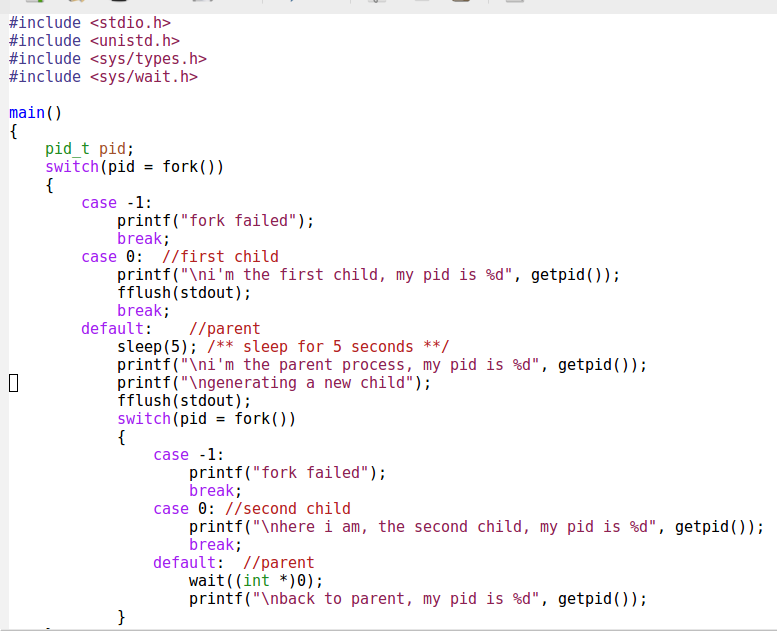 #include <stdio.h>
#include <unistd.h>
#include <sys/types.h>
#include <sys/wait.h>

main()
{
    pid_t pid;
    switch(pid = fork())
    {
        case -1:
            printf("fork failed");
            break;
        case 0:  //first child
            printf("\ni'm the first child, my pid is %d", getpid());
            fflush(stdout);
            break;
        default:    //parent
            sleep(5); /** sleep for 5 seconds **/
            printf("\ni'm the parent process, my pid is %d", getpid());
            printf("\ngenerating a new child");
            fflush(stdout);
            switch(pid = fork())
            {
                case -1:
                    printf("fork failed");
                    break;
                case 0: //second child
                    printf("\nhere i am, the second child, my pid is %d", getpid());
                    break;
                default:  //parent
                    wait((int *)0);
                    printf("\nback to parent, my pid is %d", getpid());
            }